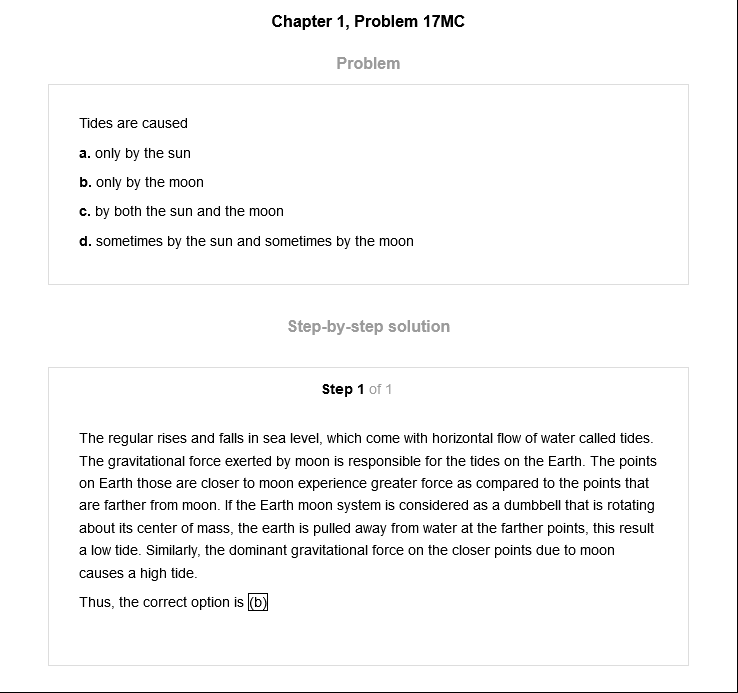 Chapter 1, Problem 17MC
Problem
Tides are caused
a. only by the sun
b. only by the moon
c. by both the sun and the moon
d. sometimes by the sun and sometimes by the moon
Step-by-step solution
Step 1 of 1
The regular rises and falls in sea level, which come with horizontal flow of water called tides.
The gravitational force exerted by moon is responsible for the tides on the Earth. The points
on Earth those are closer to moon experience greater force as compared to the points that
are farther from moon. If the Earth moon system is considered as a dumbbell that is rotating
about its center of mass, the earth is pulled away from water at the farther points, this result
a low tide. Similarly, the dominant gravitational force on the closer points due to moon
causes a high tide.
Thus, the correct option is (b)